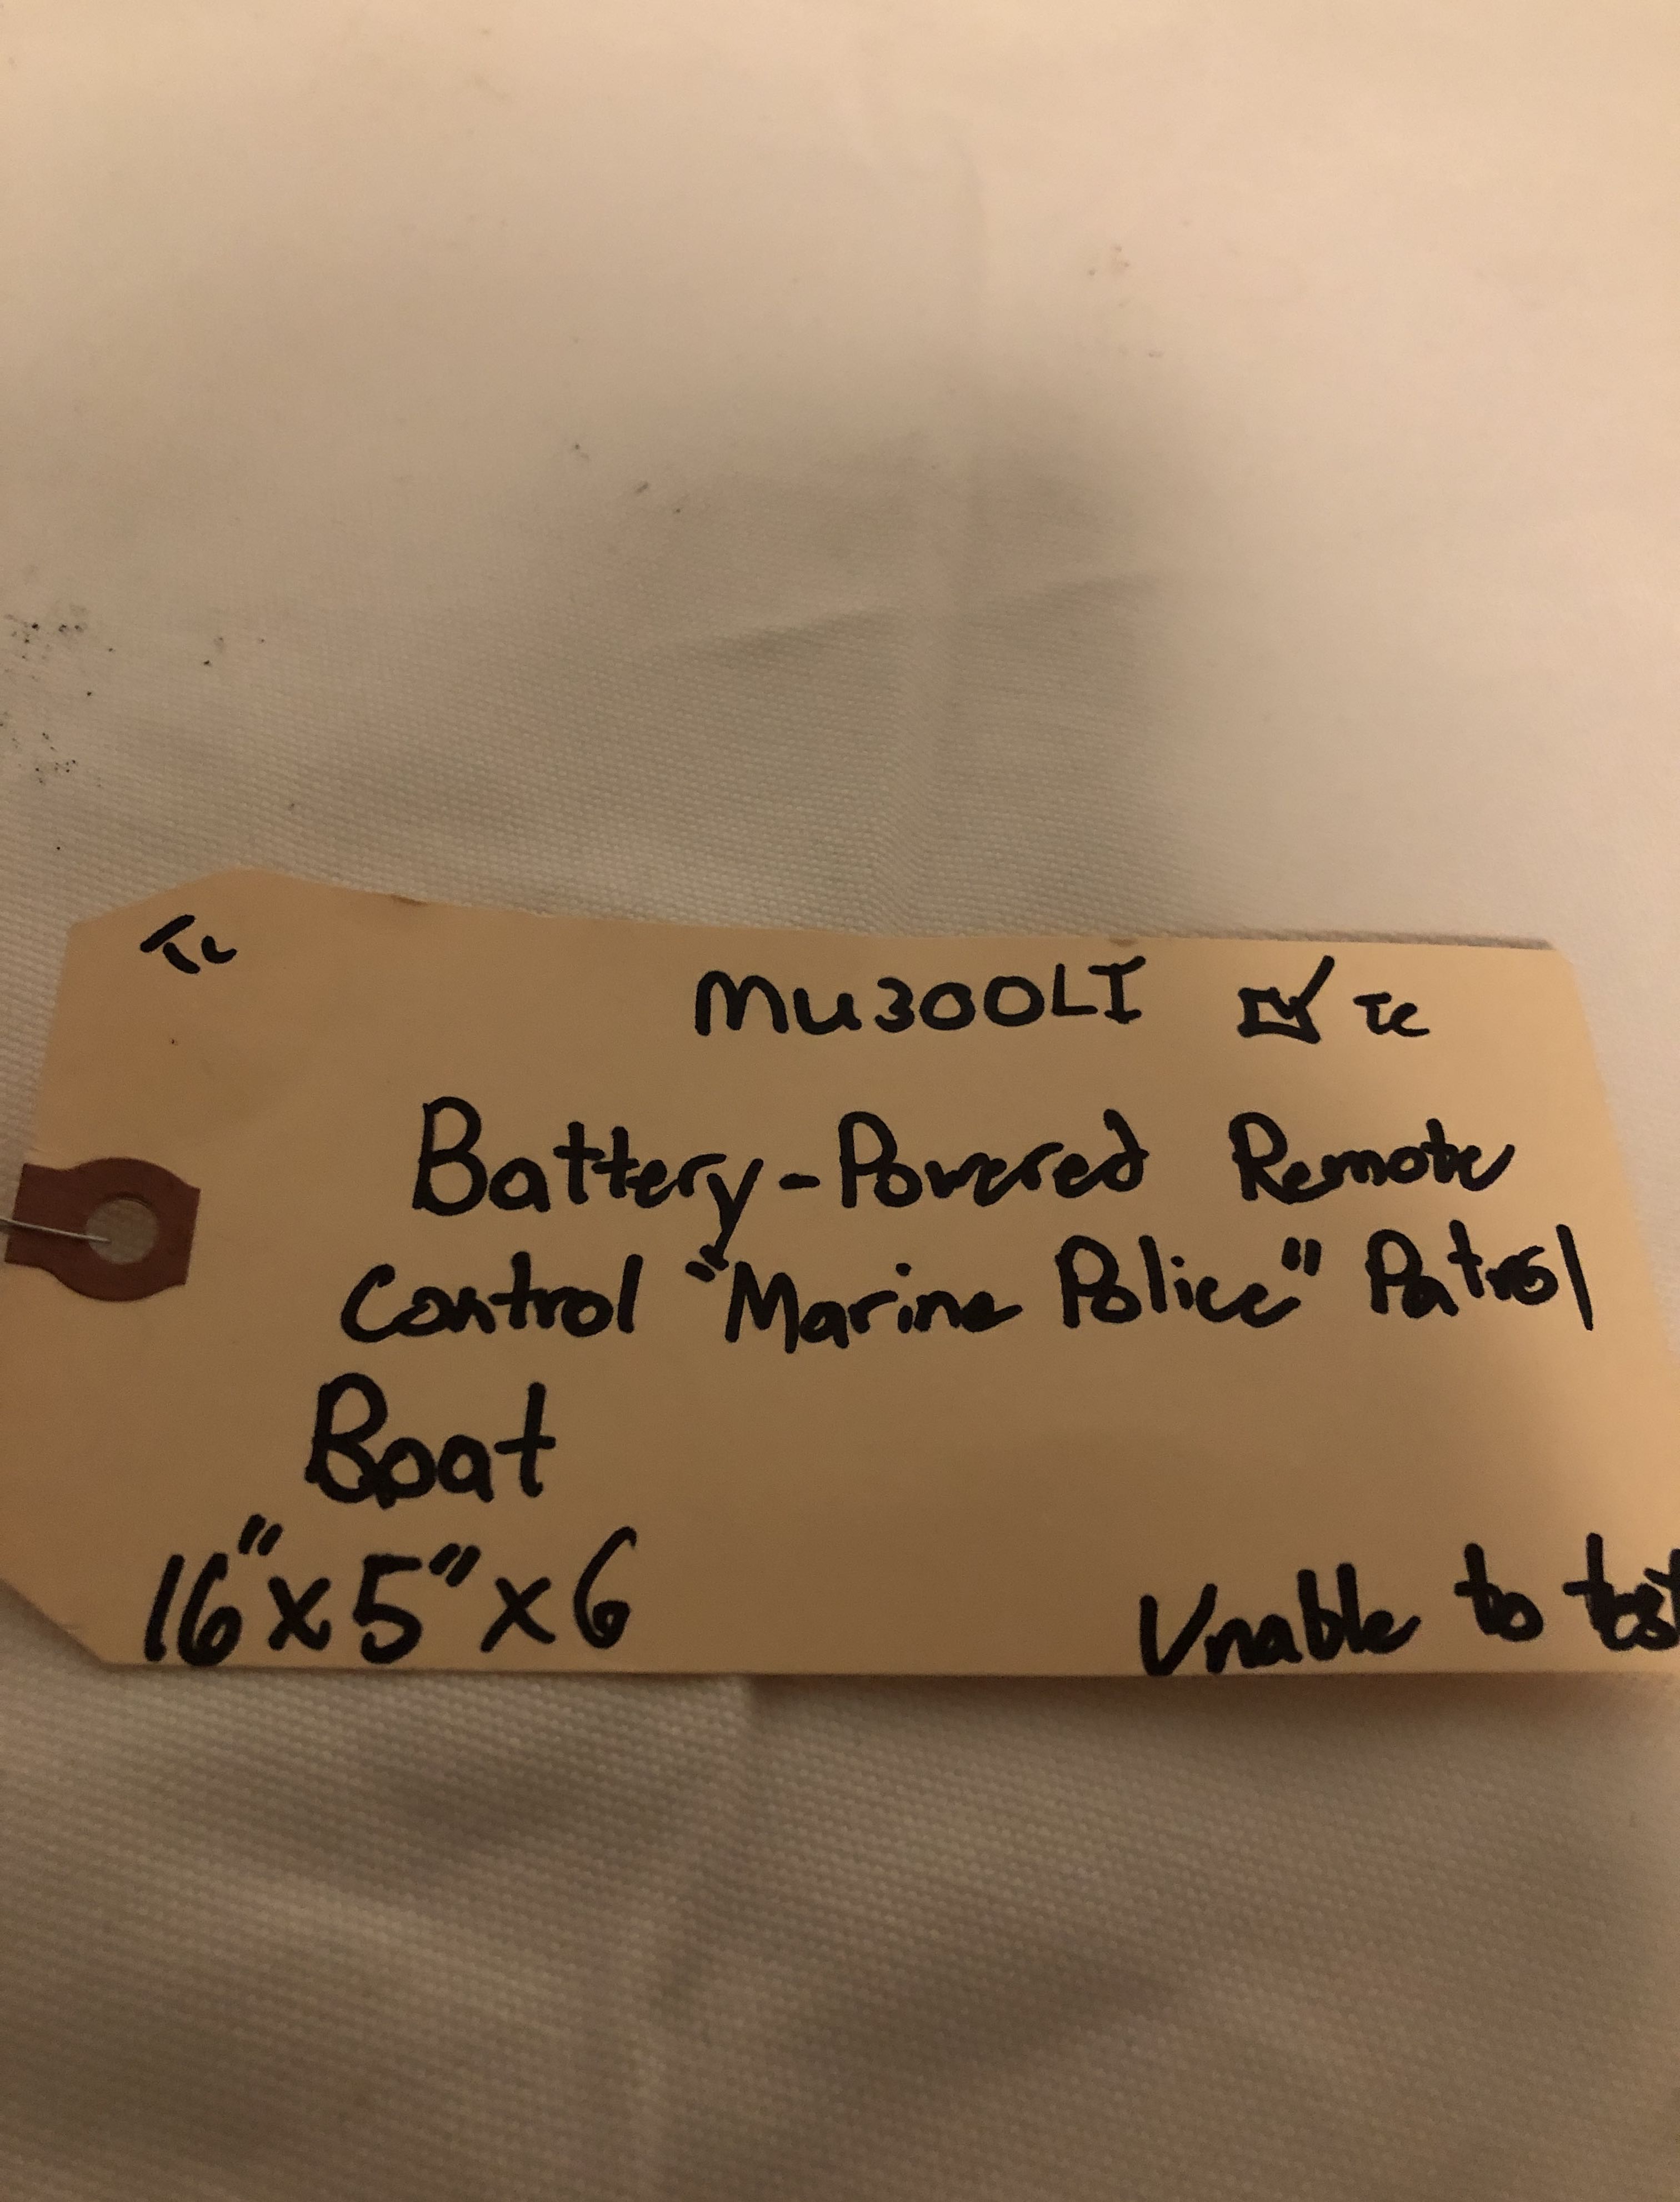 TC
MU300LI ☑ TC
Battery-Powered Remote
Control "Marine Police" Patrol
Boat
16"x5"x6
Unable to test